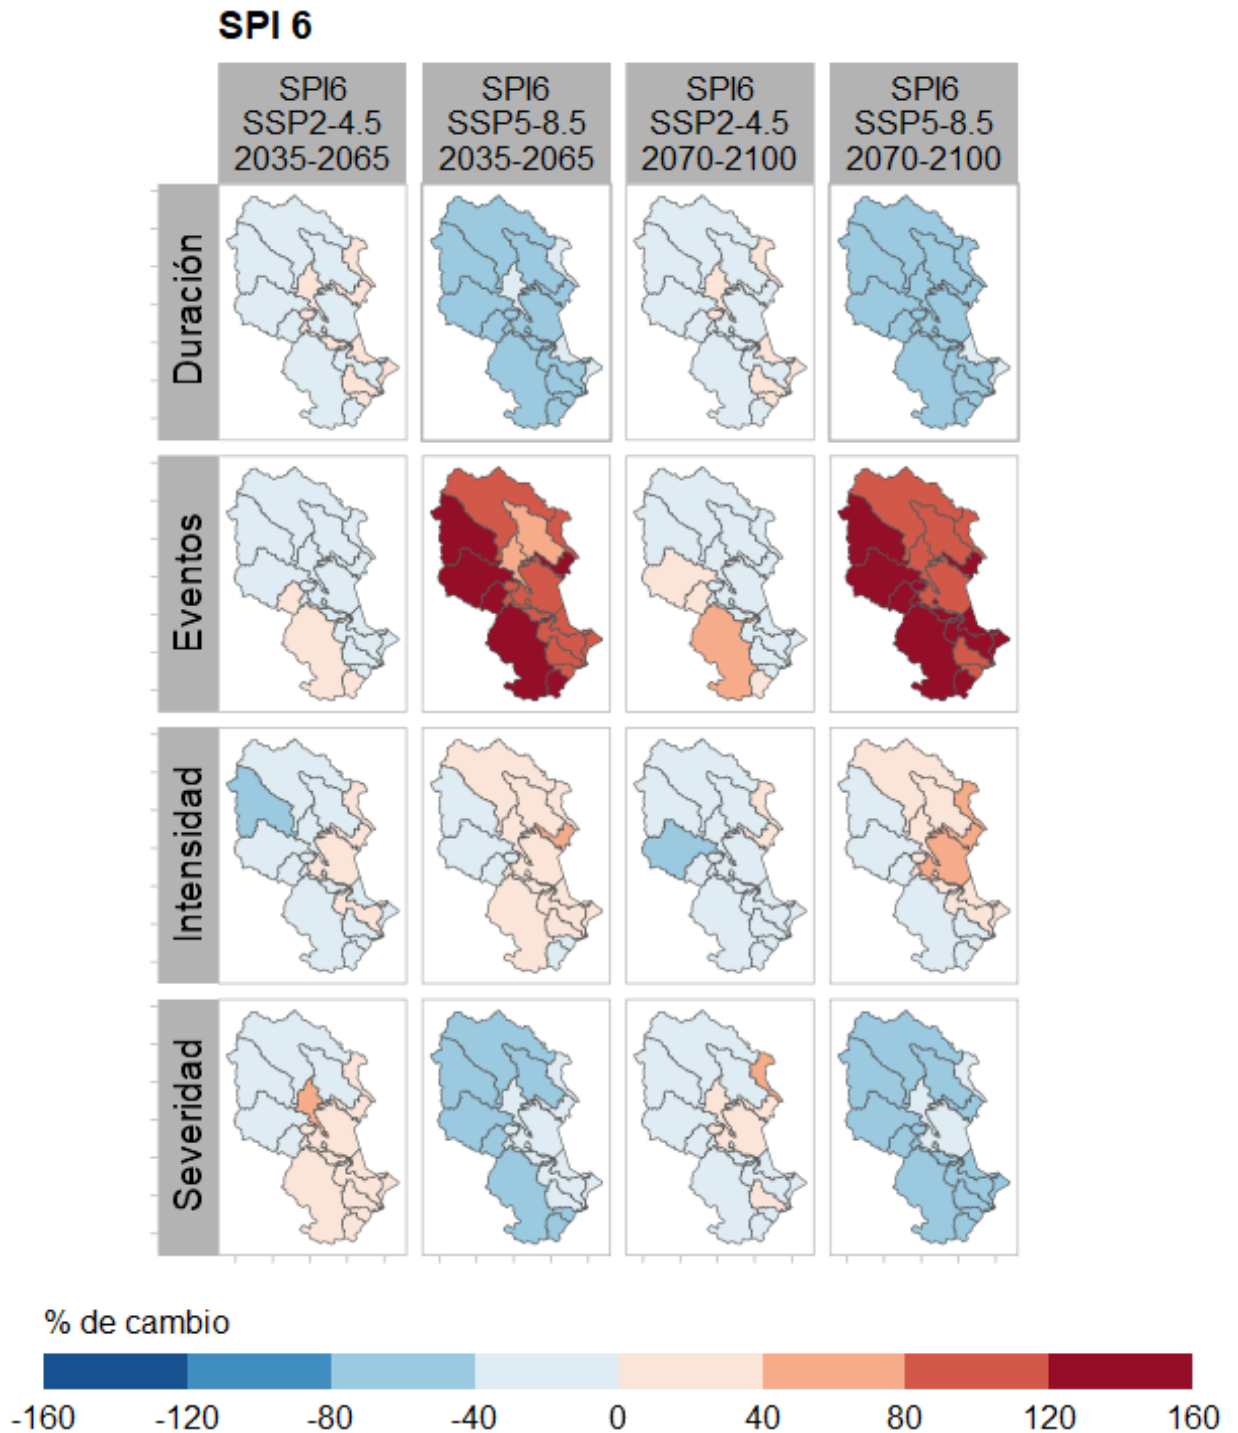 SPI 6
SPI6
SSP2-4.5
2035-2065
SPI6
SSP5-8.5
2035-2065
SPI6
SSP2-4.5
2070-2100
SPI6
SSP5-8.5
2070-2100
Duración
Eventos
Intensidad
Severidad
% de cambio
-160 -120 -80 -40 0 40 80 120 160